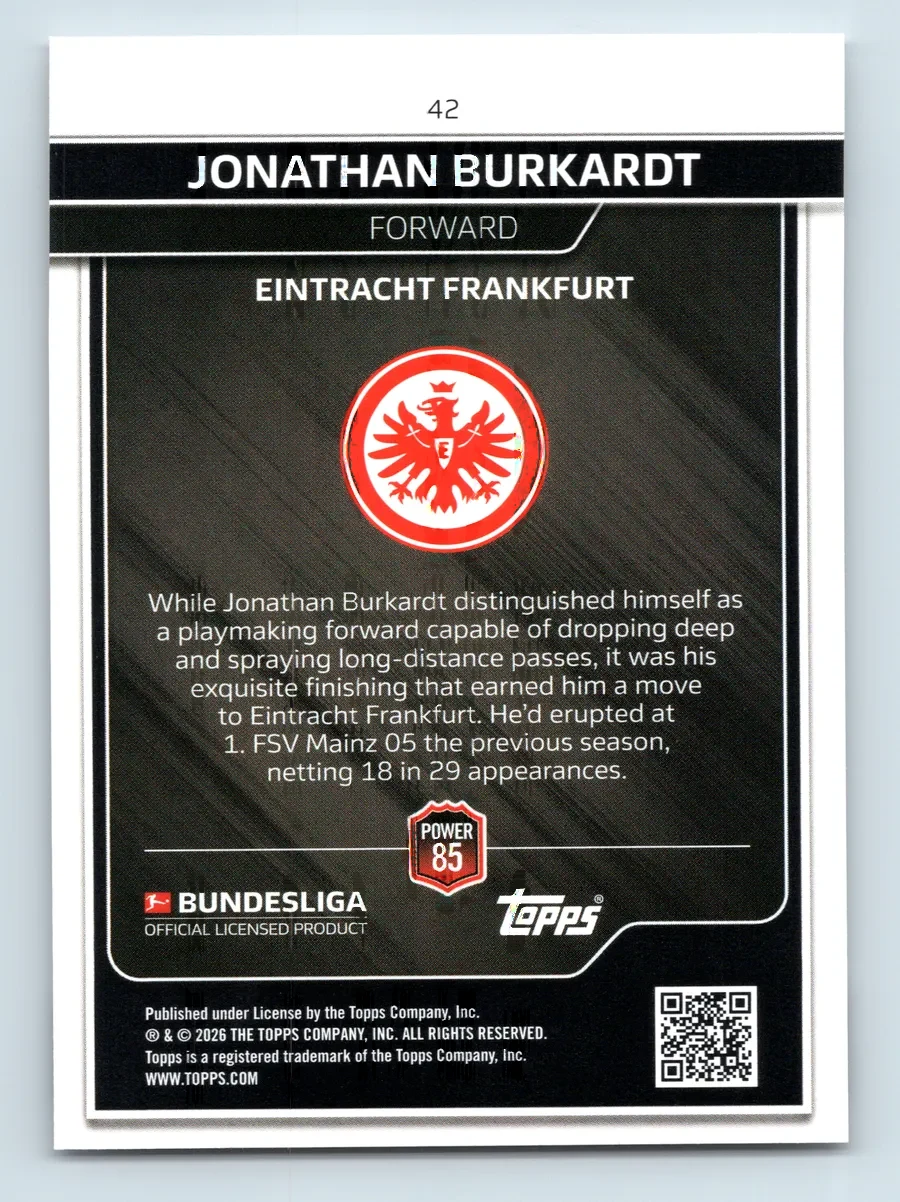 42
JONATHAN BURKARDT
FORWARD
EINTRACHT FRANKFURT
E
While Jonathan Burkardt distinguished himself as
a playmaking forward capable of dropping deep
and spraying long-distance passes, it was his
exquisite finishing that earned him a move
to Eintracht Frankfurt. He'd erupted at
1. FSV Mainz 05 the previous season,
netting 18 in 29 appearances.
POWER
85
BUNDESLIGA
OFFICIAL LICENSED PRODUCT
topps®
Published under License by the Topps Company, Inc.
® & © 2026 THE TOPPS COMPANY, INC. ALL RIGHTS RESERVED.
Topps is a registered trademark of the Topps Company, Inc.
WWW.TOPPS.COM